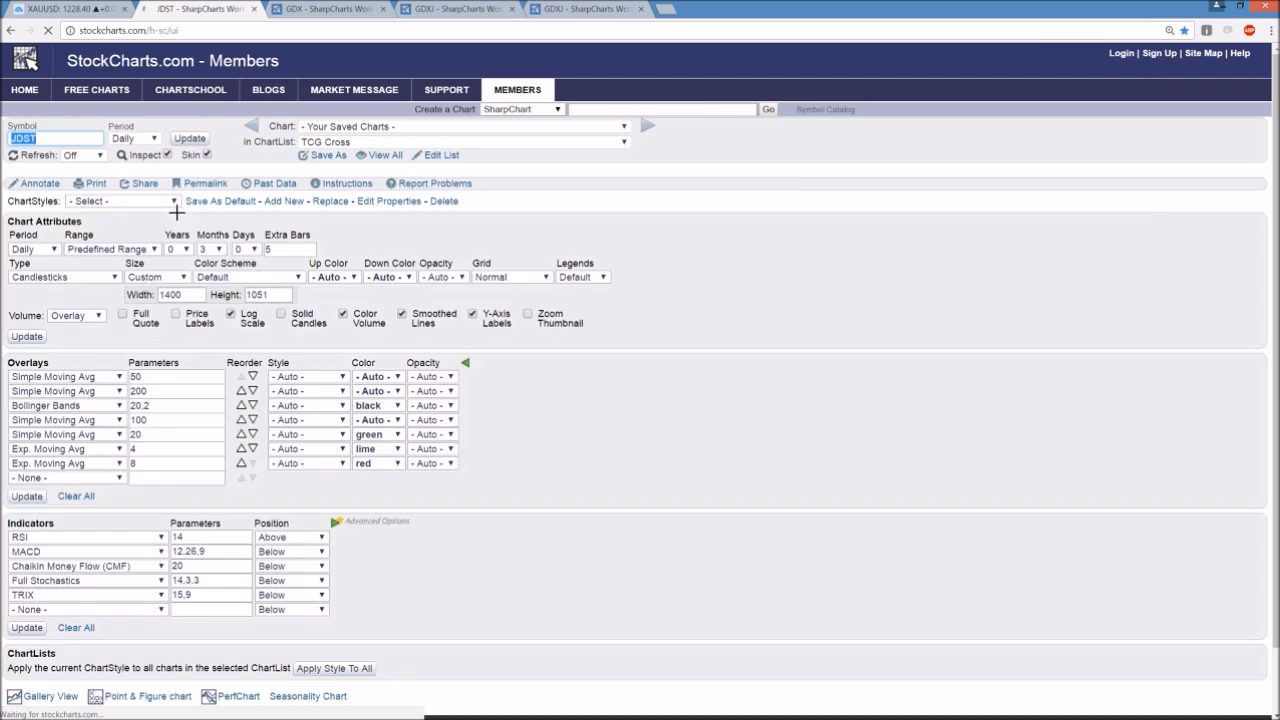 XAUUSD: 1228.40 ▲+0.
JDST - SharpCharts Wor
GDX - SharpCharts Work
GDXJ - SharpCharts Wor
GDXJ - SharpCharts Wor
stockcharts.com/h-sc/ui
StockCharts.com - Members
Login | Sign Up | Site Map | Help
HOME FREE CHARTS CHARTSCHOOL BLOGS MARKET MESSAGE SUPPORT MEMBERS
Create a Chart: SharpChart Go Symbol Catalog
Symbol Period Chart: - Your Saved Charts -
JDST Daily Update in ChartList: TCG Cross
Refresh: Off Inspect Skin Save As View All Edit List
Annotate Print Share Permalink Past Data Instructions Report Problems
ChartStyles: - Select - Save As Default - Add New - Replace - Edit Properties - Delete
Chart Attributes
Period Range Years Months Days Extra Bars
Daily Predefined Range 0 3 0 5
Type Size Color Scheme Up Color Down Color Opacity Grid Legends
Candlesticks Custom Default - Auto - - Auto - - Auto - Normal Default
Width: 1400 Height: 1051
Volume: Overlay Full Quote Price Labels Log Scale Solid Candles Color Volume Smoothed Lines Y-Axis Labels Zoom Thumbnail
Update
Overlays Parameters Reorder Style Color Opacity
Simple Moving Avg 50 - Auto - - Auto - - Auto -
Simple Moving Avg 200 - Auto - - Auto - - Auto -
Bollinger Bands 20,2 - Auto - black - Auto -
Simple Moving Avg 100 - Auto - - Auto - - Auto -
Simple Moving Avg 20 - Auto - green - Auto -
Exp. Moving Avg 4 - Auto - lime - Auto -
Exp. Moving Avg 8 - Auto - red - Auto -
- None -
Update Clear All
Indicators Parameters Position Advanced Options
RSI 14 Above
MACD 12,26,9 Below
Chaikin Money Flow (CMF) 20 Below
Full Stochastics 14,3,3 Below
TRIX 15,9 Below
- None - Below
Update Clear All
ChartLists
Apply the current ChartStyle to all charts in the selected ChartList Apply Style To All
Gallery View Point & Figure chart PerfChart Seasonality Chart
Waiting for stockcharts.com...